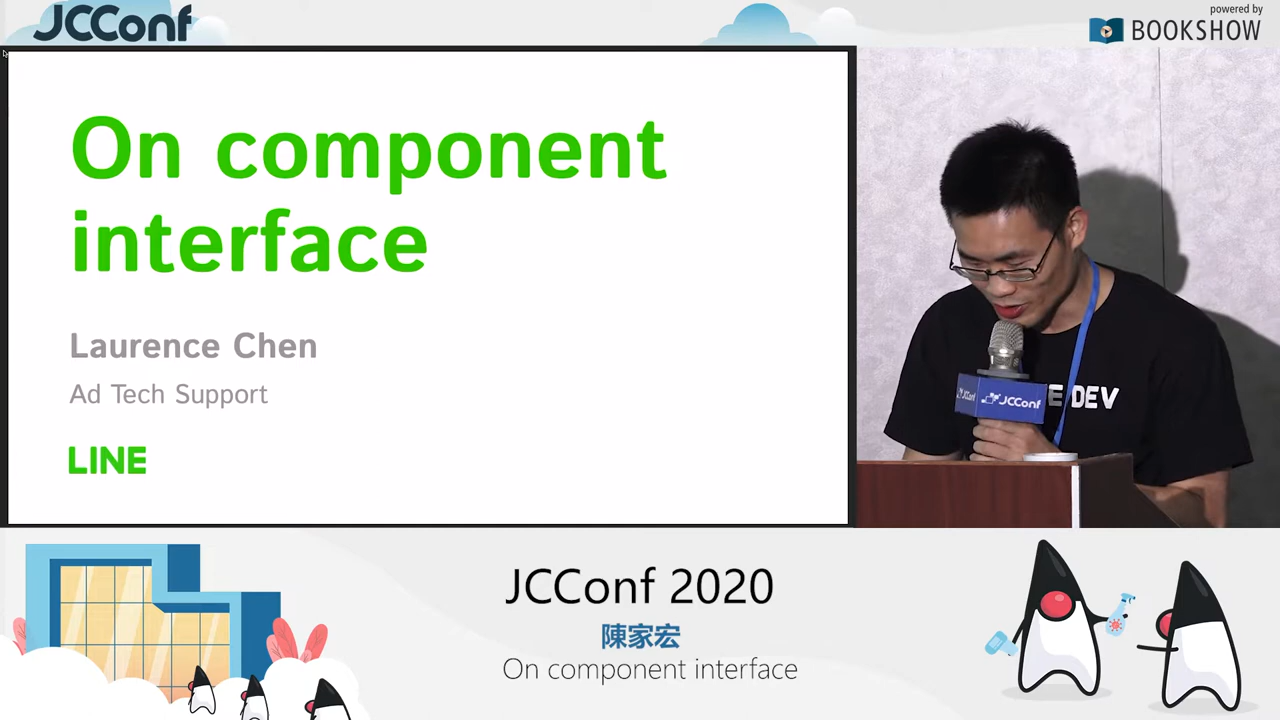 JCConf
powered by
BOOKSHOW
On component
interface
Laurence Chen
Ad Tech Support
LINE
JCConf
JCConf
E DEV
JCConf 2020
陳家宏
On component interface